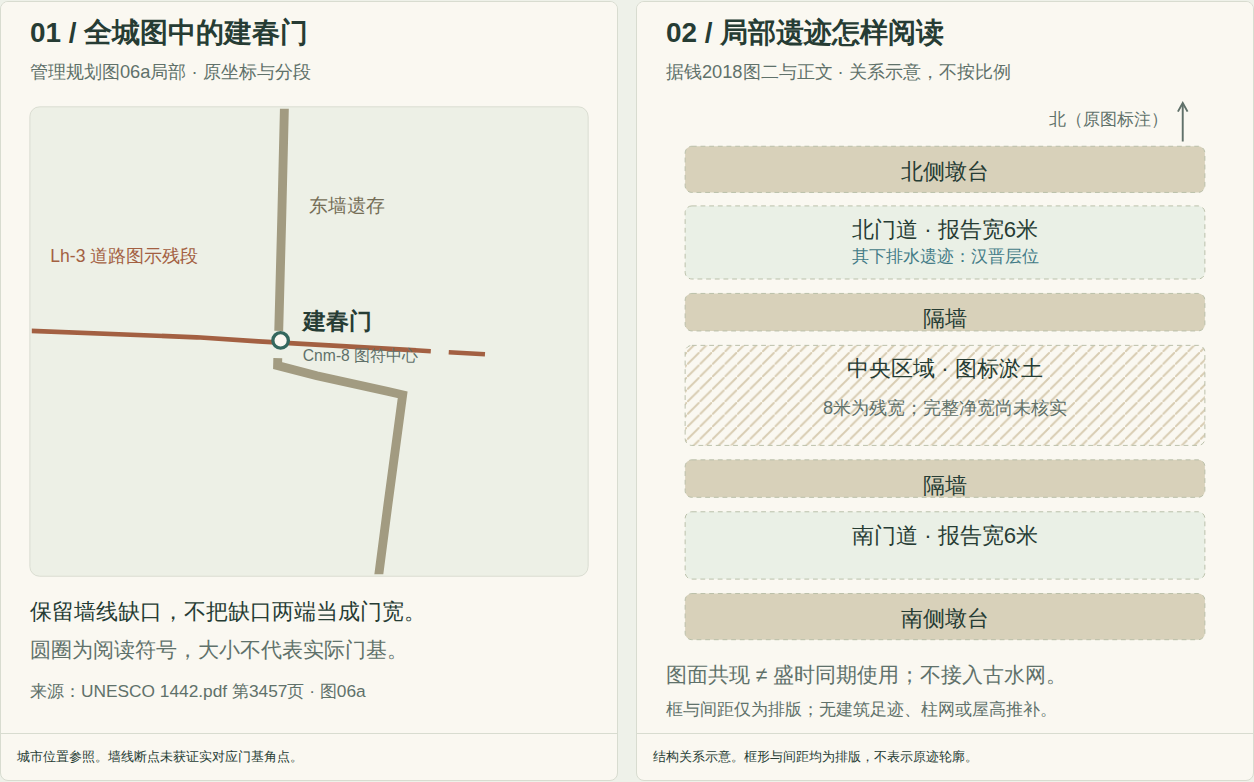 01 / 全城图中的建春门
管理规划图06a局部 · 原坐标与分段
东墙遗存
Lh-3 道路图示残段
建春门
Cnm-8 图符中心
保留墙线缺口，不把缺口两端当成门宽。
圆圈为阅读符号，大小不代表实际门基。
来源：UNESCO 1442.pdf 第3457页 · 图06a
城市位置参照。墙线断点未获证实对应门基角点。
02 / 局部遗迹怎样阅读
据钱2018图二与正文 · 关系示意，不按比例
北（原图标注）
北侧墩台
北门道 · 报告宽6米
其下排水遗迹：汉晋层位
隔墙
中央区域 · 图标淤土
8米为残宽；完整净宽尚未核实
隔墙
南门道 · 报告宽6米
南侧墩台
图面共现 ≠ 盛时同期使用；不接入古水网。
框与间距仅为排版；无建筑足迹、柱网或屋高推补。
结构关系示意。框形与间距均为排版，不表示原迹轮廓。